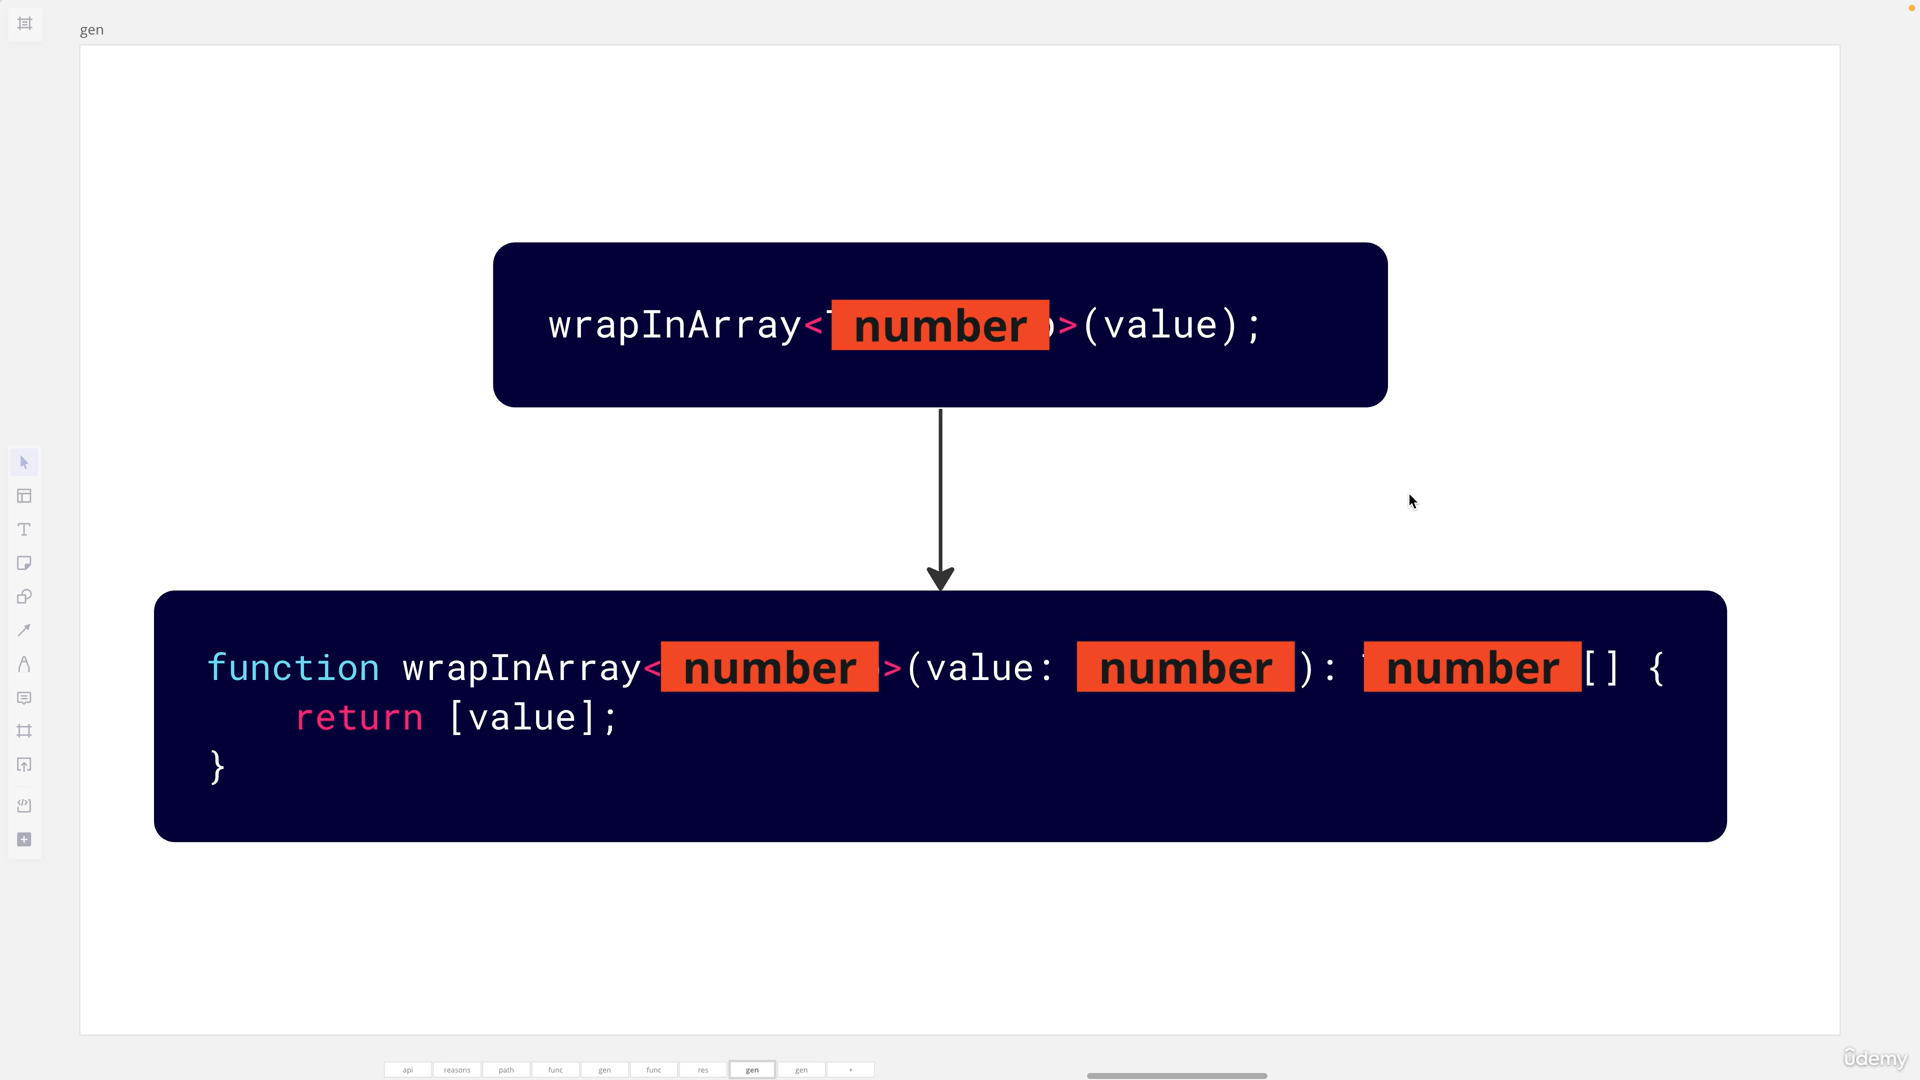 gen
wrapInArray<number>(value);
function wrapInArray<number>(value: number): number[] {
return [value];
}
api reasons path func gen func res gen gen +
ûdemy